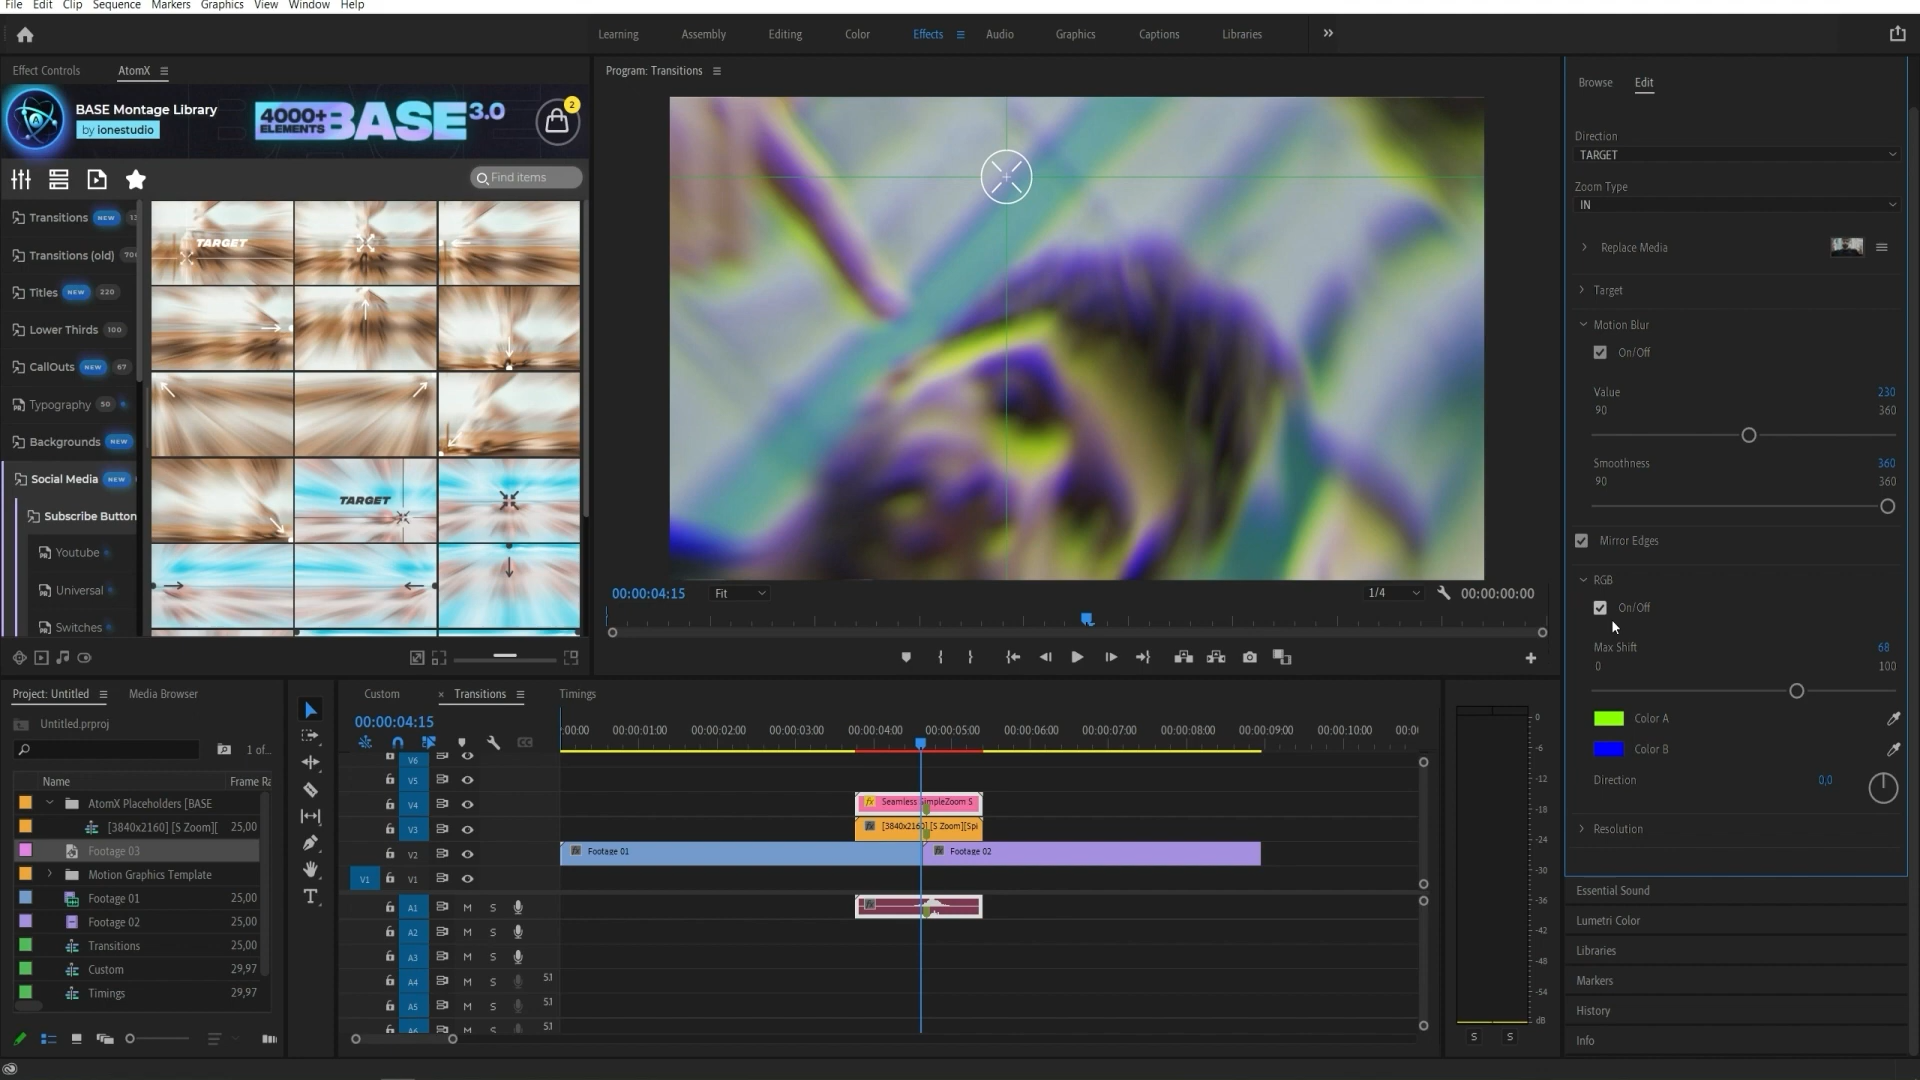 File Edit Clip Sequence Markers Graphics View Window Help
Learning Assembly Editing Color Effects Audio Graphics Captions Libraries
Effect Controls AtomX
BASE Montage Library
by ionestudio
4000+
ELEMENTS
BASE 3.0
2
Find items
Transitions NEW
Transitions (old)
Titles NEW 220
Lower Thirds 100
CallOuts NEW 67
Typography 50
Backgrounds NEW
Social Media NEW
Subscribe Button
Youtube
Universal
Switches
TARGET
TARGET
Program: Transitions
00:00:04:15 Fit 1/4 00:00:00:00
Browse Edit
Direction
TARGET
Zoom Type
IN
Replace Media
Target
Motion Blur
On/Off
Value 230
90 360
Smoothness 360
90 360
Mirror Edges
RGB
On/Off
Max Shift 68
0 100
Color A
Color B
Direction 0,0
Resolution
Essential Sound
Lumetri Color
Libraries
Markers
History
Info
Project: Untitled Media Browser
Untitled.prproj
1 of..
Name Frame Ra
AtomX Placeholders [BASE
[3840x2160] [S Zoom][ 25,00
Footage 03
Motion Graphics Template
Footage 01 25,00
Footage 02 25,00
Transitions 25,00
Custom 29,97
Timings 29,97
Custom × Transitions Timings
00:00:04:15
:00:00 00:00:01:00 00:00:02:00 00:00:03:00 00:00:04:00 00:00:05:00 00:00:06:00 00:00:07:00 00:00:08:00 00:00:09:00 00:00:10:00 00:0
V6
V5
V4 Seamless SimpleZoom S
V3 [3840x2160] [S Zoom][Spi
V2 Footage 01 Footage 02
V1 V1
A1 M S
A2 M S
A3 M S
A4 M S 5.1
A5 M S 5.1
A6 M S 5.1
0
-6
-12
-18
-24
-30
-36
-42
-48
-54
dB
S S